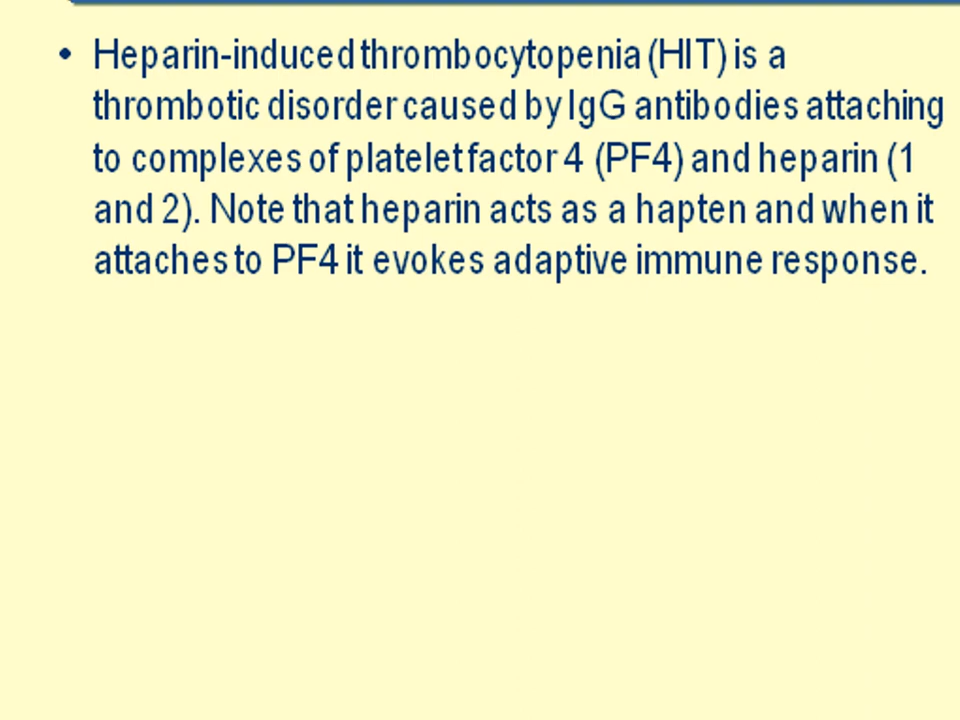 • Heparin-induced thrombocytopenia (HIT) is a
thrombotic disorder caused by IgG antibodies attaching
to complexes of platelet factor 4 (PF4) and heparin (1
and 2). Note that heparin acts as a hapten and when it
attaches to PF4 it evokes adaptive immune response.